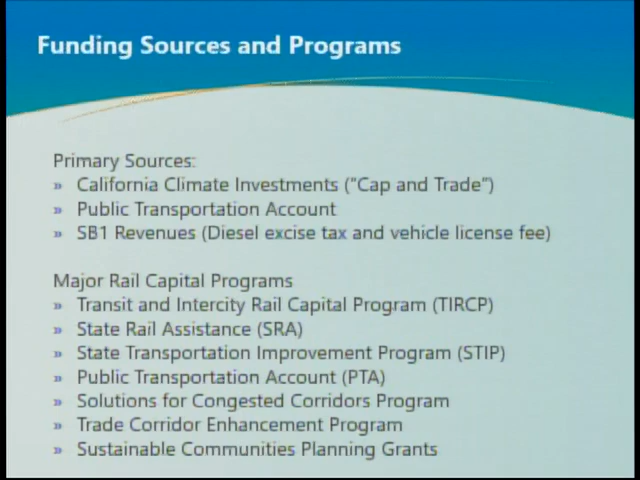 Funding Sources and Programs
Primary Sources:
» California Climate Investments (“Cap and Trade”)
» Public Transportation Account
» SB1 Revenues (Diesel excise tax and vehicle license fee)
Major Rail Capital Programs
» Transit and Intercity Rail Capital Program (TIRCP)
» State Rail Assistance (SRA)
» State Transportation Improvement Program (STIP)
» Public Transportation Account (PTA)
» Solutions for Congested Corridors Program
» Trade Corridor Enhancement Program
» Sustainable Communities Planning Grants